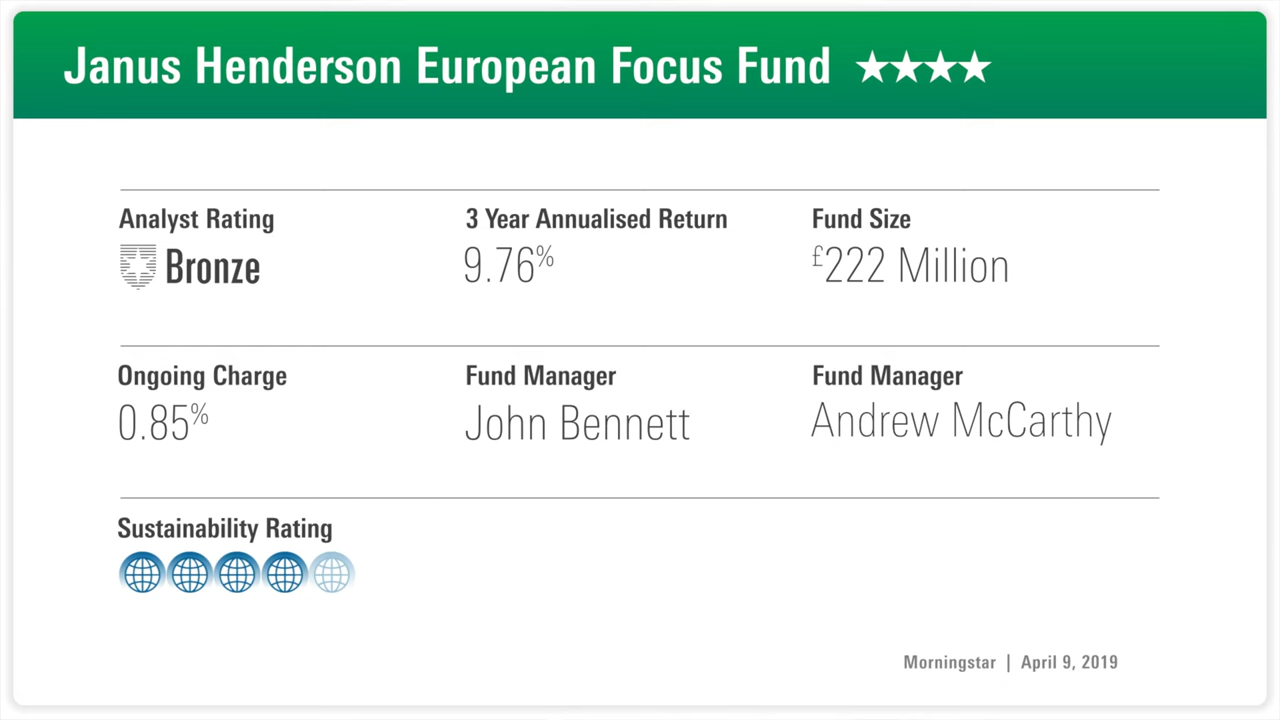 Janus Henderson European Focus Fund ★★★★
Analyst Rating
Bronze
3 Year Annualised Return
9.76%
Fund Size
£222 Million
Ongoing Charge
0.85%
Fund Manager
John Bennett
Fund Manager
Andrew McCarthy
Sustainability Rating
Morningstar | April 9, 2019